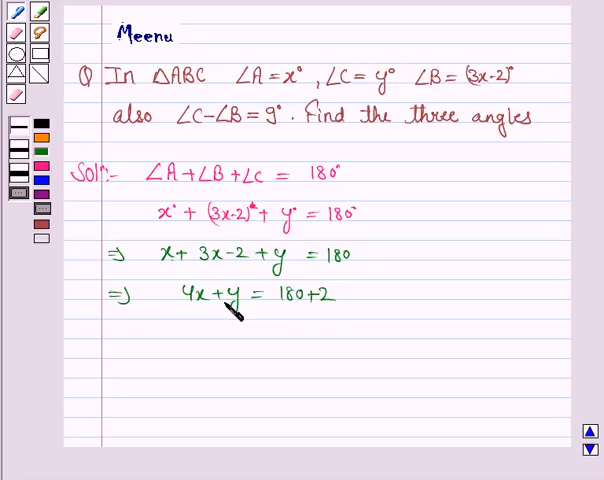 Meenu
Q In △ABC ∠A = x° , ∠C = y° ∠B = (3x-2)°
also ∠C-∠B = 9° . Find the three angles
Solⁿ:- ∠A + ∠B + ∠C = 180°
x° + (3x-2)° + y° = 180°
⇒ x + 3x - 2 + y = 180
⇒ 4x + y = 180+2